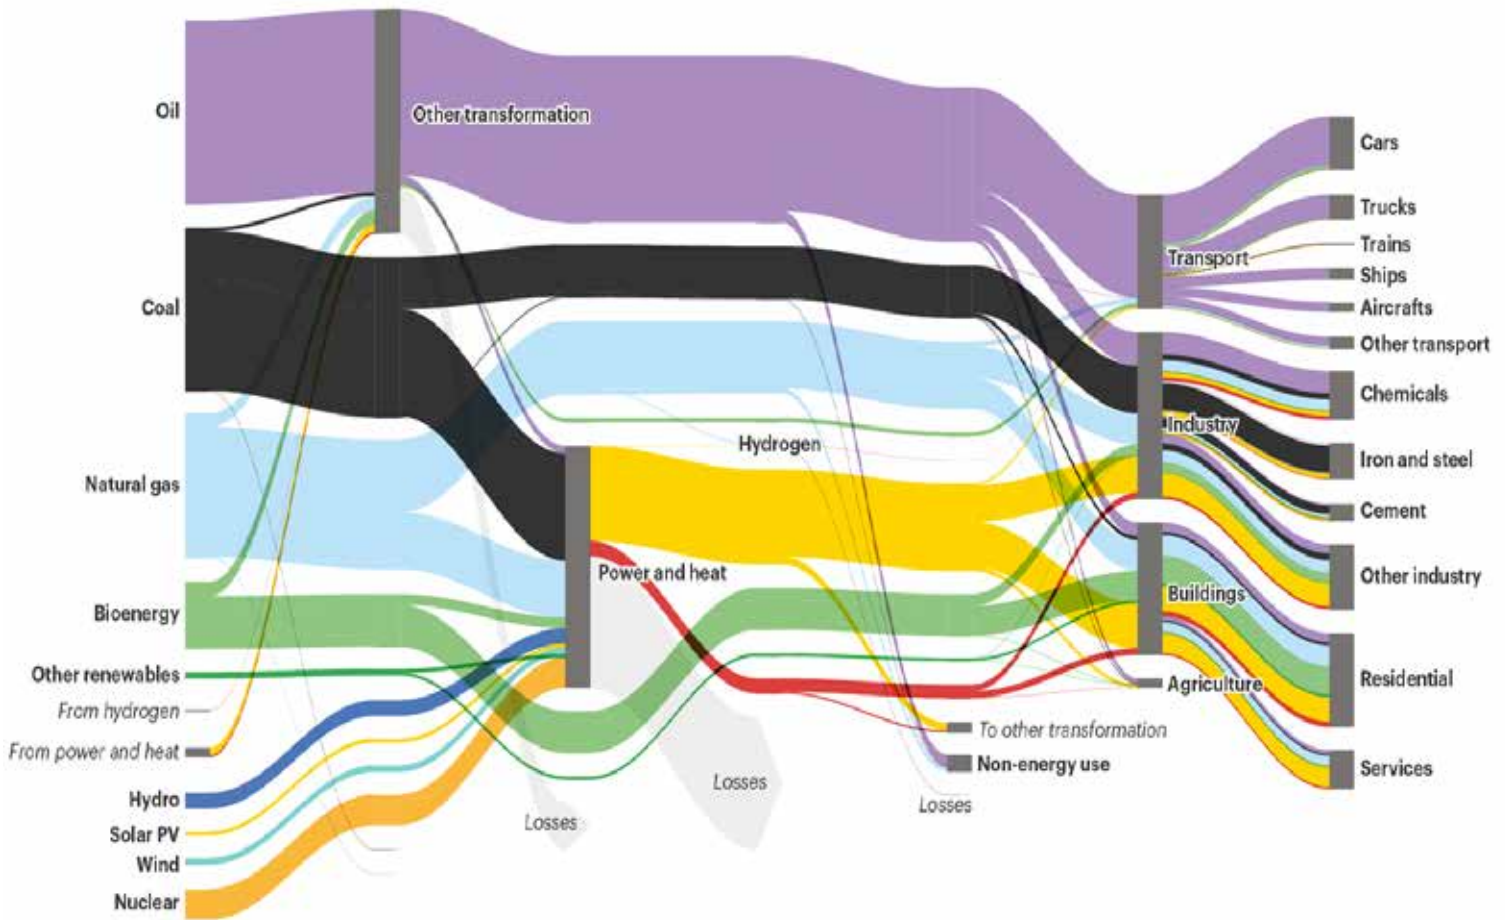 Oil
Coal
Natural gas
Bioenergy
Other renewables
From hydrogen
From power and heat
Hydro
Solar PV
Wind
Nuclear
Other transformation
Losses
Power and heat
Losses
Hydrogen
To other transformation
Non-energy use
Losses
Transport
Industry
Buildings
Agriculture
Cars
Trucks
Trains
Ships
Aircrafts
Other transport
Chemicals
Iron and steel
Cement
Other industry
Residential
Services